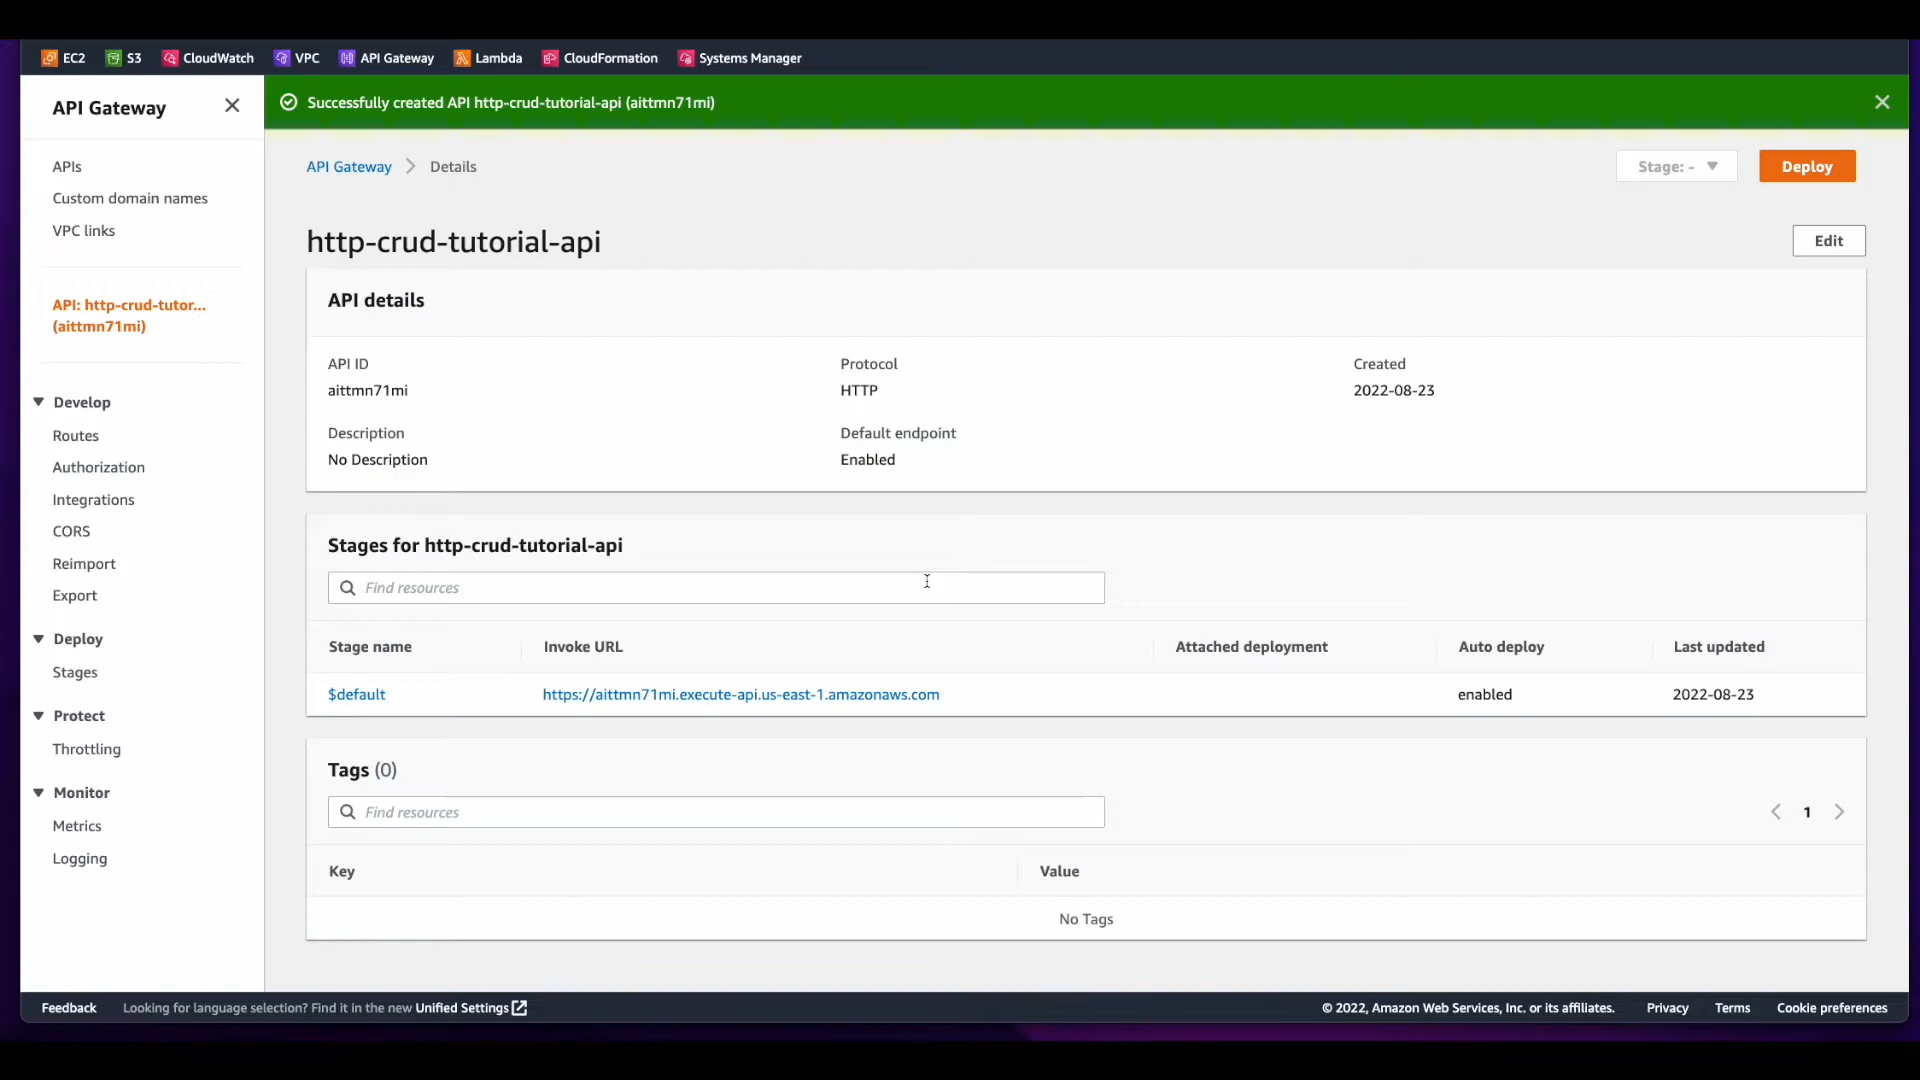 EC2 S3 CloudWatch VPC API Gateway Lambda CloudFormation Systems Manager
API Gateway
Successfully created API http-crud-tutorial-api (aittmn71mi)
APIs
Custom domain names
VPC links
API: http-crud-tutor...
(aittmn71mi)
Develop
Routes
Authorization
Integrations
CORS
Reimport
Export
Deploy
Stages
Protect
Throttling
Monitor
Metrics
Logging
API Gateway Details
Stage: -
Deploy
http-crud-tutorial-api
Edit
API details
API ID Protocol Created
aittmn71mi HTTP 2022-08-23
Description Default endpoint
No Description Enabled
Stages for http-crud-tutorial-api
Find resources
Stage name Invoke URL Attached deployment Auto deploy Last updated
$default https://aittmn71mi.execute-api.us-east-1.amazonaws.com enabled 2022-08-23
Tags (0)
Find resources
1
Key Value
No Tags
Feedback Looking for language selection? Find it in the new Unified Settings © 2022, Amazon Web Services, Inc. or its affiliates. Privacy Terms Cookie preferences